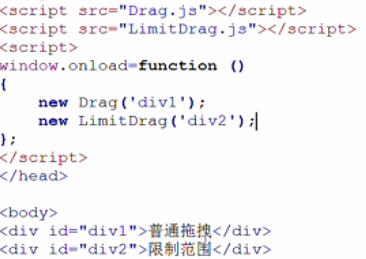 <script src="Drag.js"></script>
<script src="LimitDrag.js"></script>
<script>
window.onload=function ()
{
    new Drag('div1');
    new LimitDrag('div2');
};
</script>
</head>

<body>
<div id="div1">普通拖拽</div>
<div id="div2">限制范围</div>